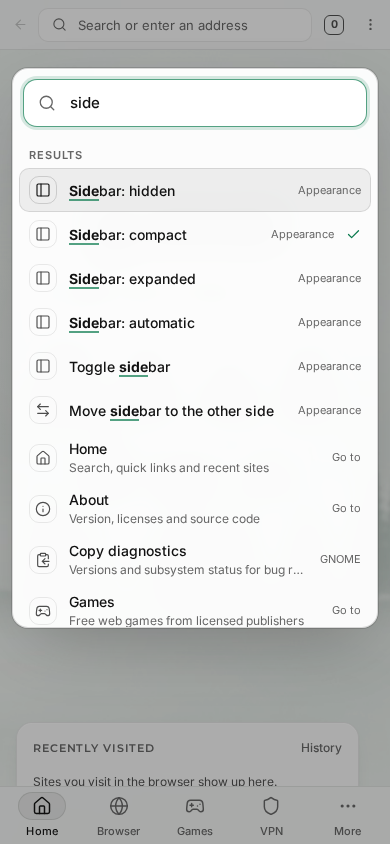 Search or enter an address
0
side
RESULTS
Sidebar: hidden
Appearance
Sidebar: compact
Appearance
Sidebar: expanded
Appearance
Sidebar: automatic
Appearance
Toggle sidebar
Appearance
Move sidebar to the other side
Appearance
Home
Search, quick links and recent sites
Go to
About
Version, licenses and source code
Go to
Copy diagnostics
Versions and subsystem status for bug r...
GNOME
Games
Free web games from licensed publishers
Go to
RECENTLY VISITED
History
Sites you visit in the browser show up here.
Home
Browser
Games
VPN
More